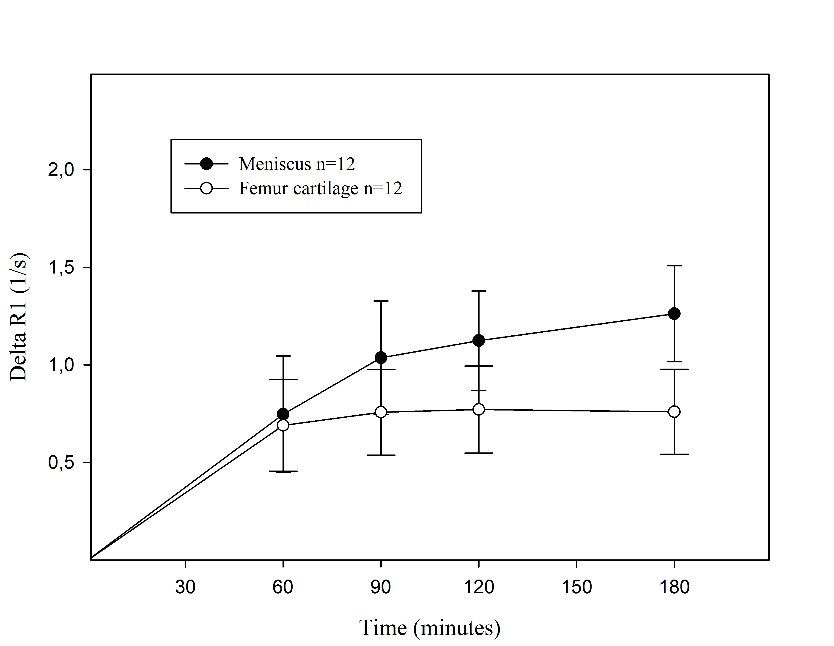 Meniscus n=12
Femur cartilage n=12
2,0
1,5
1,0
0,5
Delta R1 (1/s)
30 60 90 120 150 180
Time (minutes)